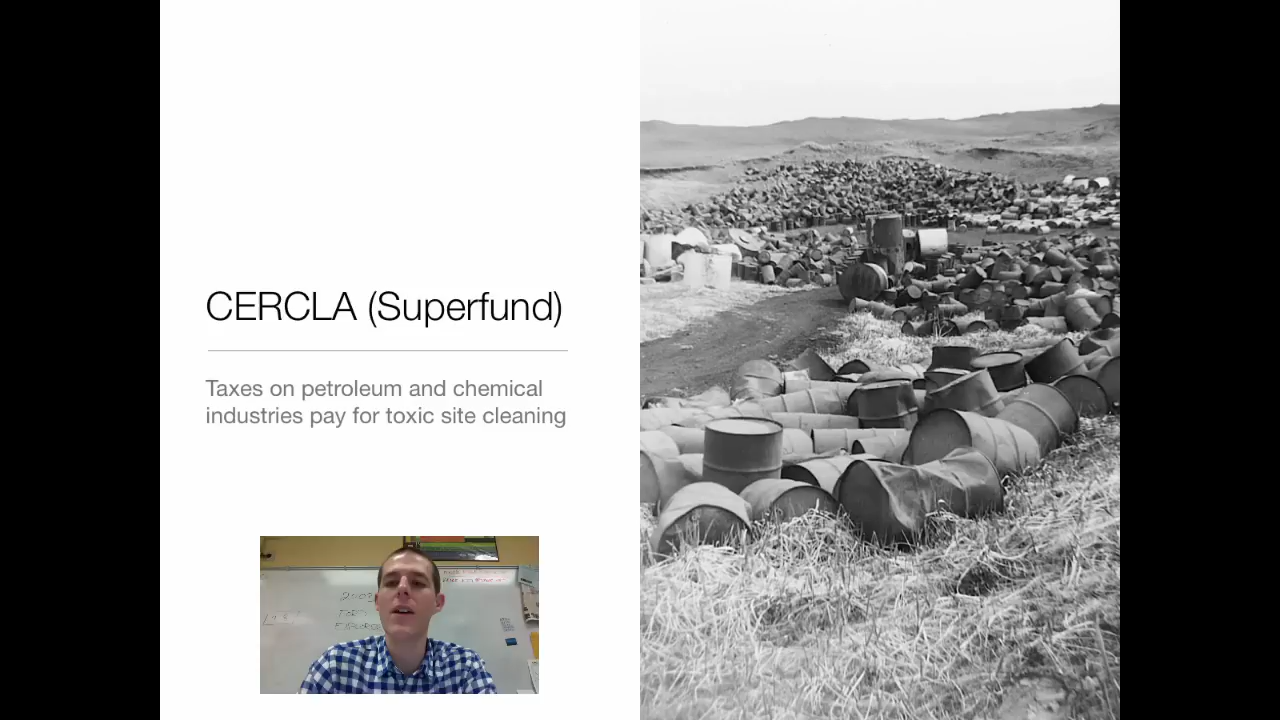 CERCLA (Superfund)
Taxes on petroleum and chemical
industries pay for toxic site cleaning